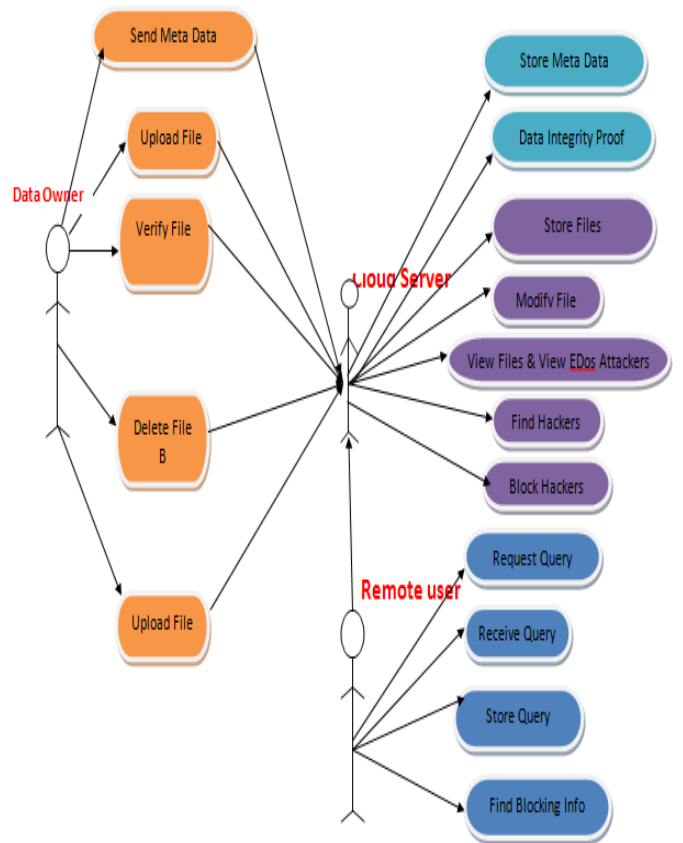 Send Meta Data
Upload File
Data Owner
Verify File
Delete File
B
Upload File
Cloud Server
Store Meta Data
Data Integrity Proof
Store Files
Modify File
View Files & View EDos Attackers
Find Hackers
Block Hackers
Remote user
Request Query
Receive Query
Store Query
Find Blocking Info